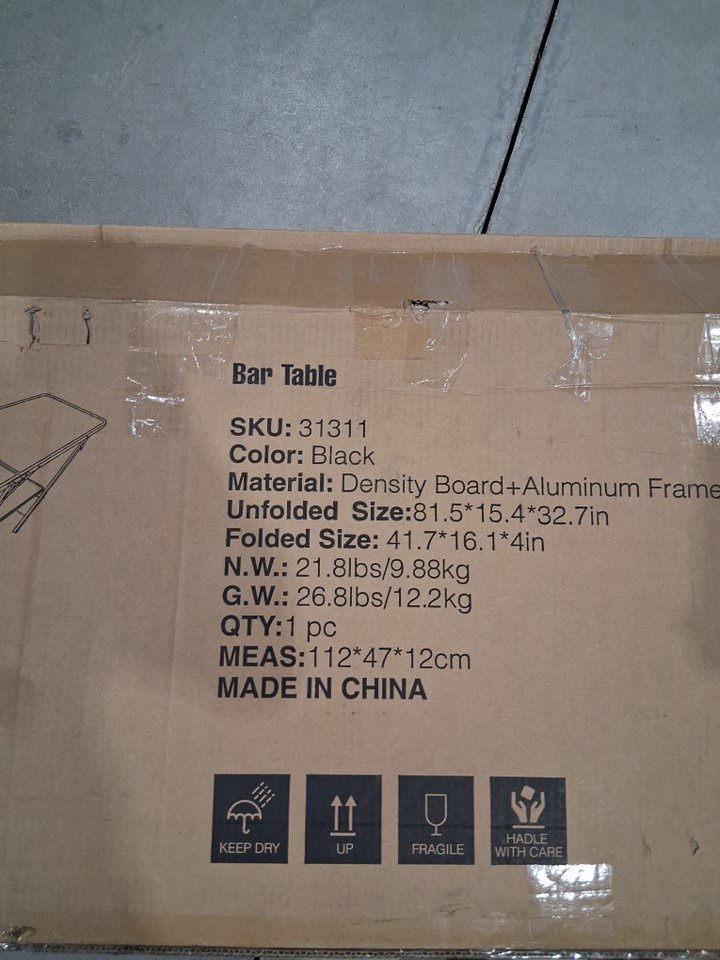 Bar Table
SKU: 31311
Color: Black
Material: Density Board+Aluminum Frame
Unfolded Size:81.5*15.4*32.7in
Folded Size: 41.7*16.1*4in
N.W.: 21.8lbs/9.88kg
G.W.: 26.8lbs/12.2kg
QTY:1 pc
MEAS:112*47*12cm
MADE IN CHINA
KEEP DRY
UP
FRAGILE
HADLE
WITH CARE